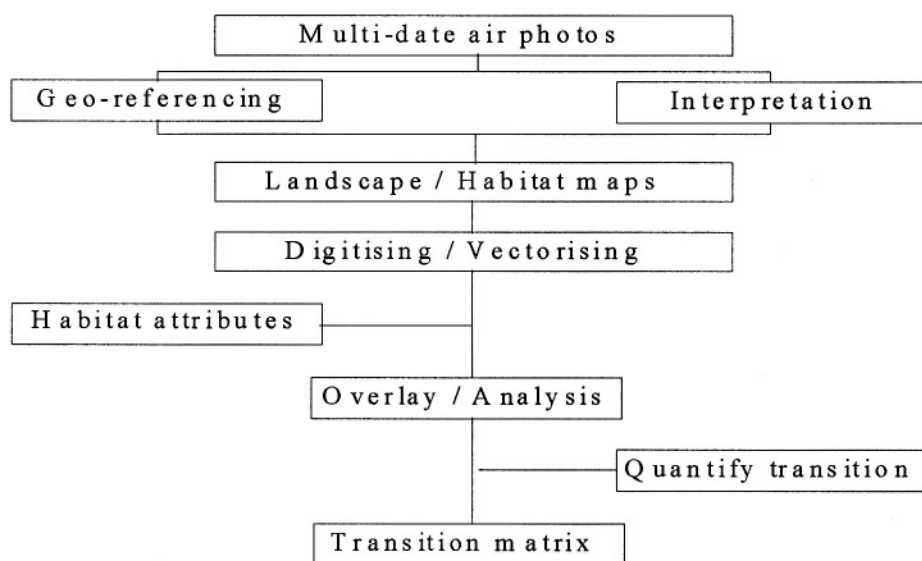 Multi-date air photos
Geo-referencing
Interpretation
Landscape / Habitat maps
Digitising / Vectorising
Habitat attributes
Overlay / Analysis
Quantify transition
Transition matrix